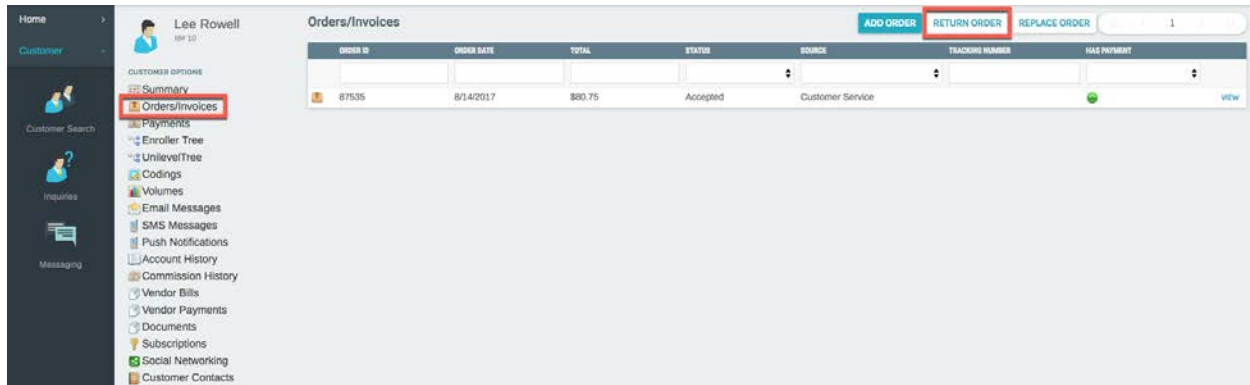 Home
Customer
Customer Search
Inquiries
Messaging
Lee Rowell
ID# 10
CUSTOMER OPTIONS
Summary
Orders/Invoices
Payments
Enroller Tree
UnilevelTree
Codings
Volumes
Email Messages
SMS Messages
Push Notifications
Account History
Commission History
Vendor Bills
Vendor Payments
Documents
Subscriptions
Social Networking
Customer Contacts
Orders/Invoices
ADD ORDER RETURN ORDER REPLACE ORDER 1
ORDER ID ORDER DATE TOTAL STATUS SOURCE TRACKING NUMBER HAS PAYMENT
87535 8/14/2017 $80.75 Accepted Customer Service VIEW